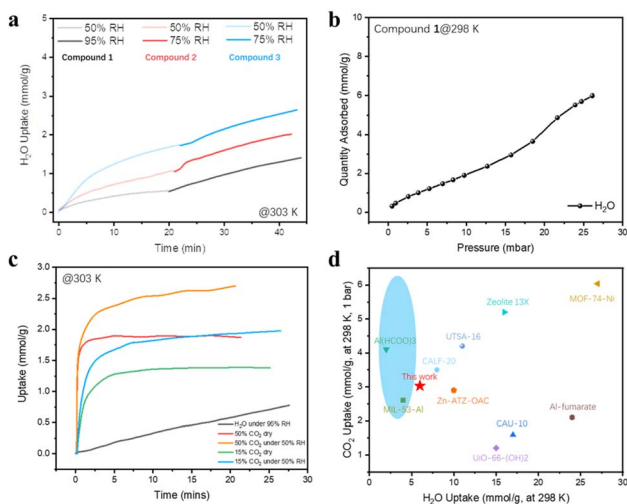 a
50% RH 50% RH 50% RH
95% RH 75% RH 75% RH
Compound 1 Compound 2 Compound 3
H₂O Uptake (mmol/g)
5
4
3
2
1
0
@303 K
0 10 20 30 40
Time (min)
b
Compound 1@298 K
Quantity Adsorbed (mmol/g)
10
8
6
4
2
0
H₂O
0 5 10 15 20 25 30
Pressure (mbar)
c
@303 K
Uptake (mmol/g)
3.0
2.5
2.0
1.5
1.0
0.5
0.0
H₂O under 95% RH
50% CO₂ dry
50% CO₂ under 50% RH
15% CO₂ dry
15% CO₂ under 50% RH
0 5 10 15 20 25 30
Time (mins)
d
CO₂ Uptake (mmol/g, at 298 K, 1 bar)
6
5
4
3
2
1
0
MOF-74-Ni
Zeolite 13X
Al(HCOO)3
UTSA-16
CALF-20
This work
MIL-53-Al
Zn-ATZ-OAC
Al-fumarate
CAU-10
UiO-66-(OH)2
0 5 10 15 20 25 30
H₂O Uptake (mmol/g, at 298 K)